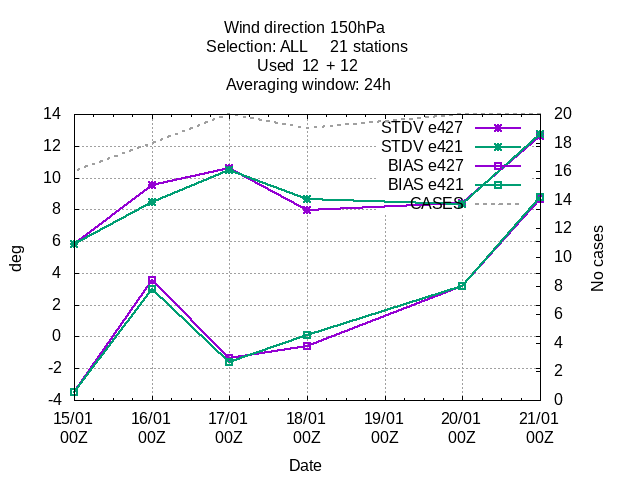 Wind direction 150hPa
Selection: ALL 21 stations
Used 12 + 12
Averaging window: 24h
14
12
10
8
6
4
2
0
-2
-4
deg
20
18
16
14
12
10
8
6
4
2
0
No cases
STDV e427
STDV e421
BIAS e427
BIAS e421
CASES
15/01 16/01 17/01 18/01 19/01 20/01 21/01
00Z 00Z 00Z 00Z 00Z 00Z 00Z
Date